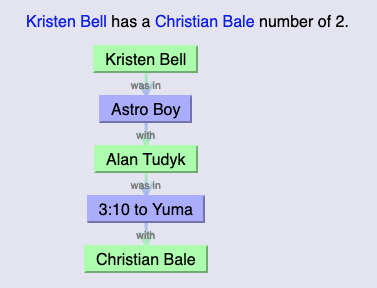 Kristen Bell has a Christian Bale number of 2.
Kristen Bell
was in
Astro Boy
with
Alan Tudyk
was in
3:10 to Yuma
with
Christian Bale